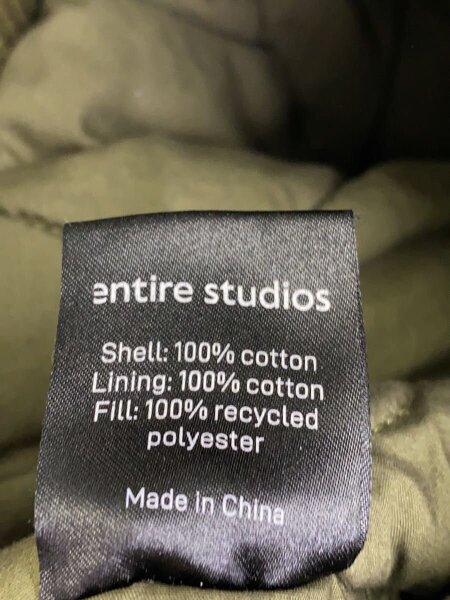 entire studios
Shell: 100% cotton
Lining: 100% cotton
Fill: 100% recycled
polyester
Made in China